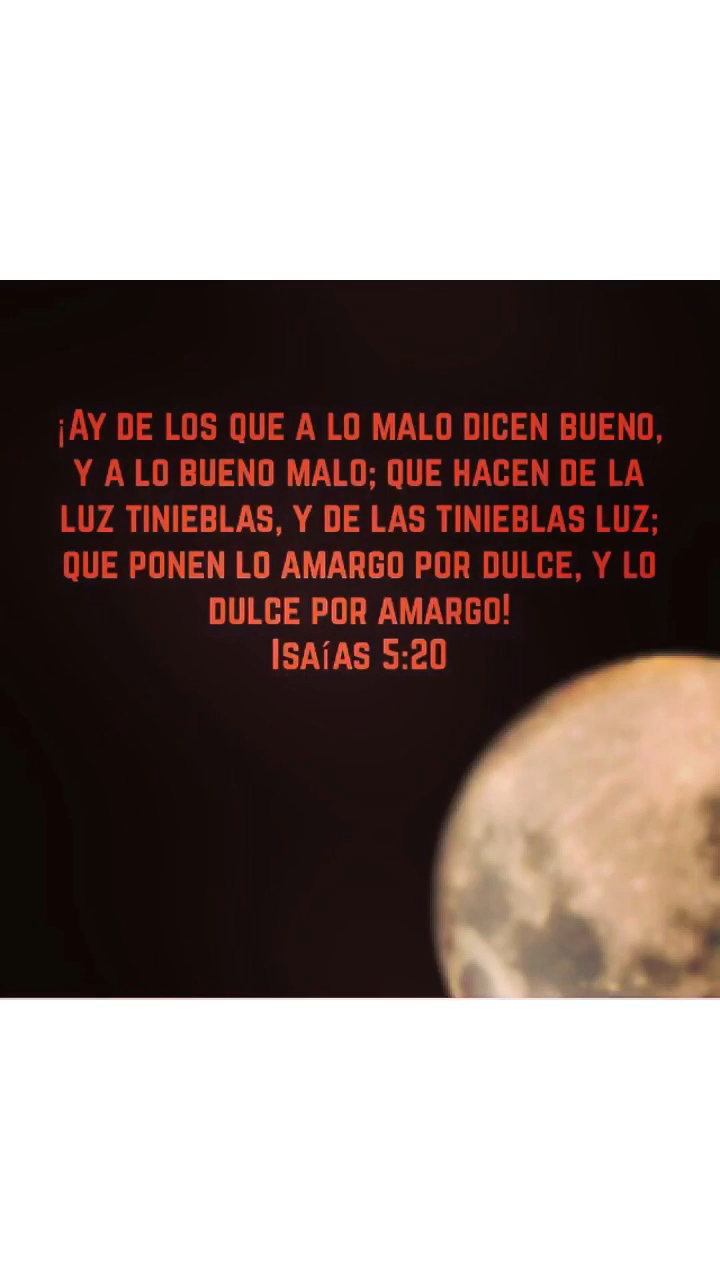 ¡Ay de los que a lo malo dicen bueno,
y a lo bueno malo; que hacen de la
luz tinieblas, y de las tinieblas luz;
que ponen lo amargo por dulce, y lo
dulce por amargo!
Isaías 5:20